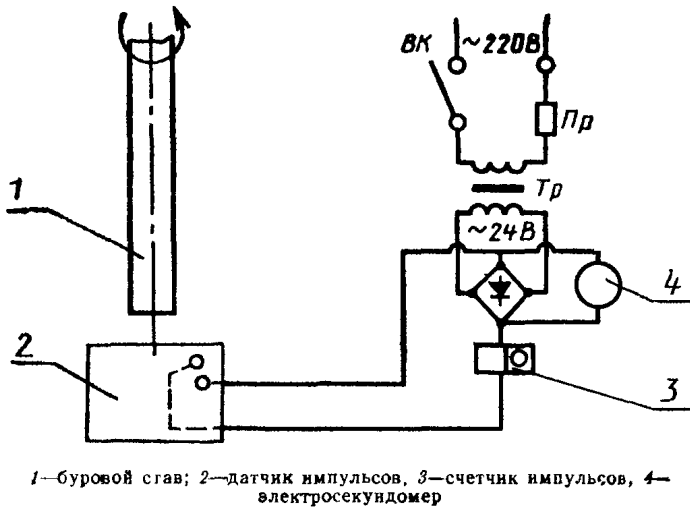 ВК ~220В
Пр
Тр
~24В
1
2
3
4
1—буровой став; 2—датчик импульсов, 3—счетчик импульсов, 4—
электросекундомер